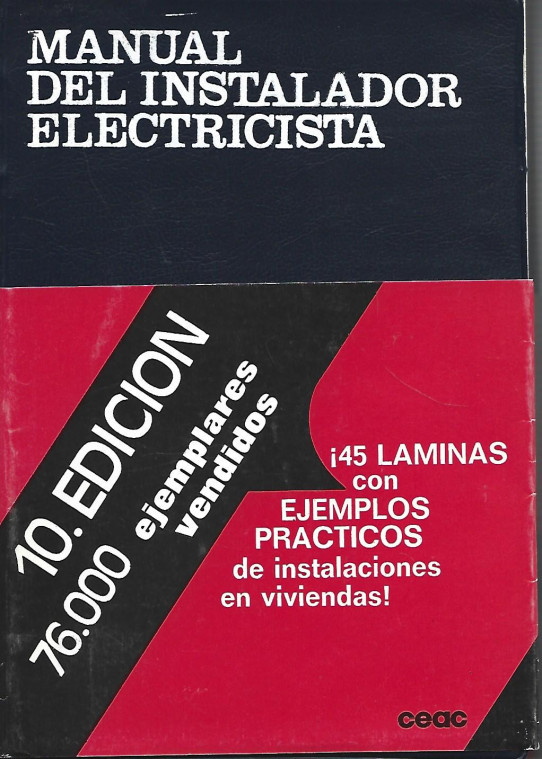 MANUAL
DEL INSTALADOR
ELECTRICISTA
10. EDICION
76.000 ejemplares
vendidos
¡45 LAMINAS
con
EJEMPLOS
PRACTICOS
de instalaciones
en viviendas!
ceac